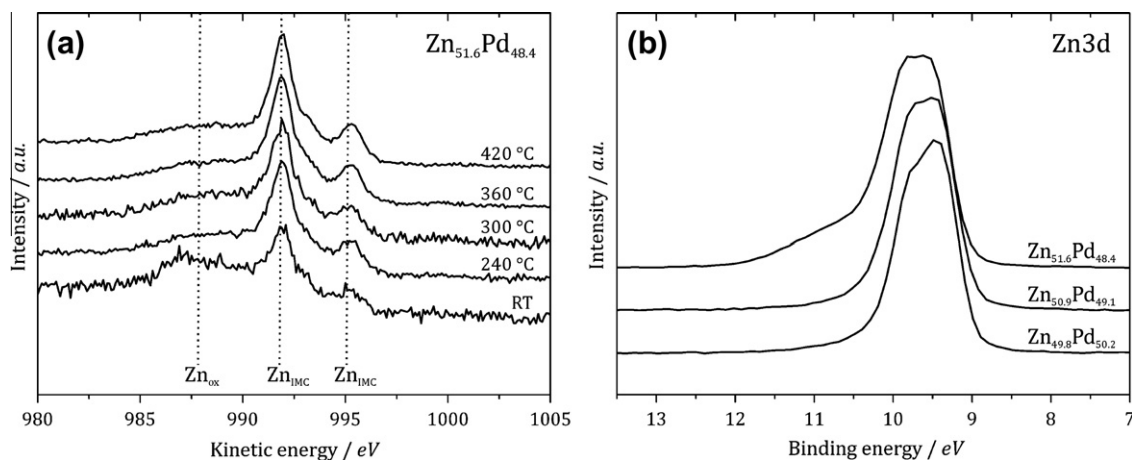 (a)
Zn51.6Pd48.4
420 °C
360 °C
300 °C
240 °C
RT
Znox
ZnIMC
ZnIMC
Intensity / a.u.
980 985 990 995 1000 1005
Kinetic energy / eV
(b)
Zn3d
Zn51.6Pd48.4
Zn50.9Pd49.1
Zn49.8Pd50.2
Intensity / a.u.
13 12 11 10 9 8 7
Binding energy / eV